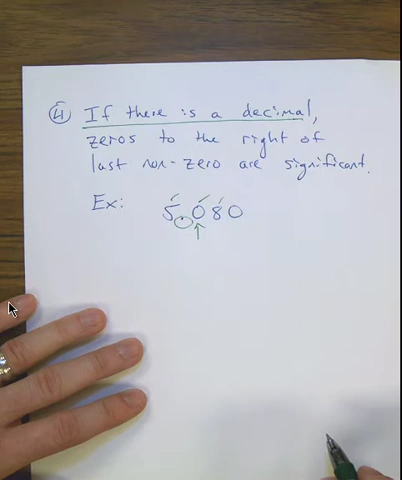 ④ If there is a decimal,
zeros to the right of
last non-zero are significant.
Ex: 5.080